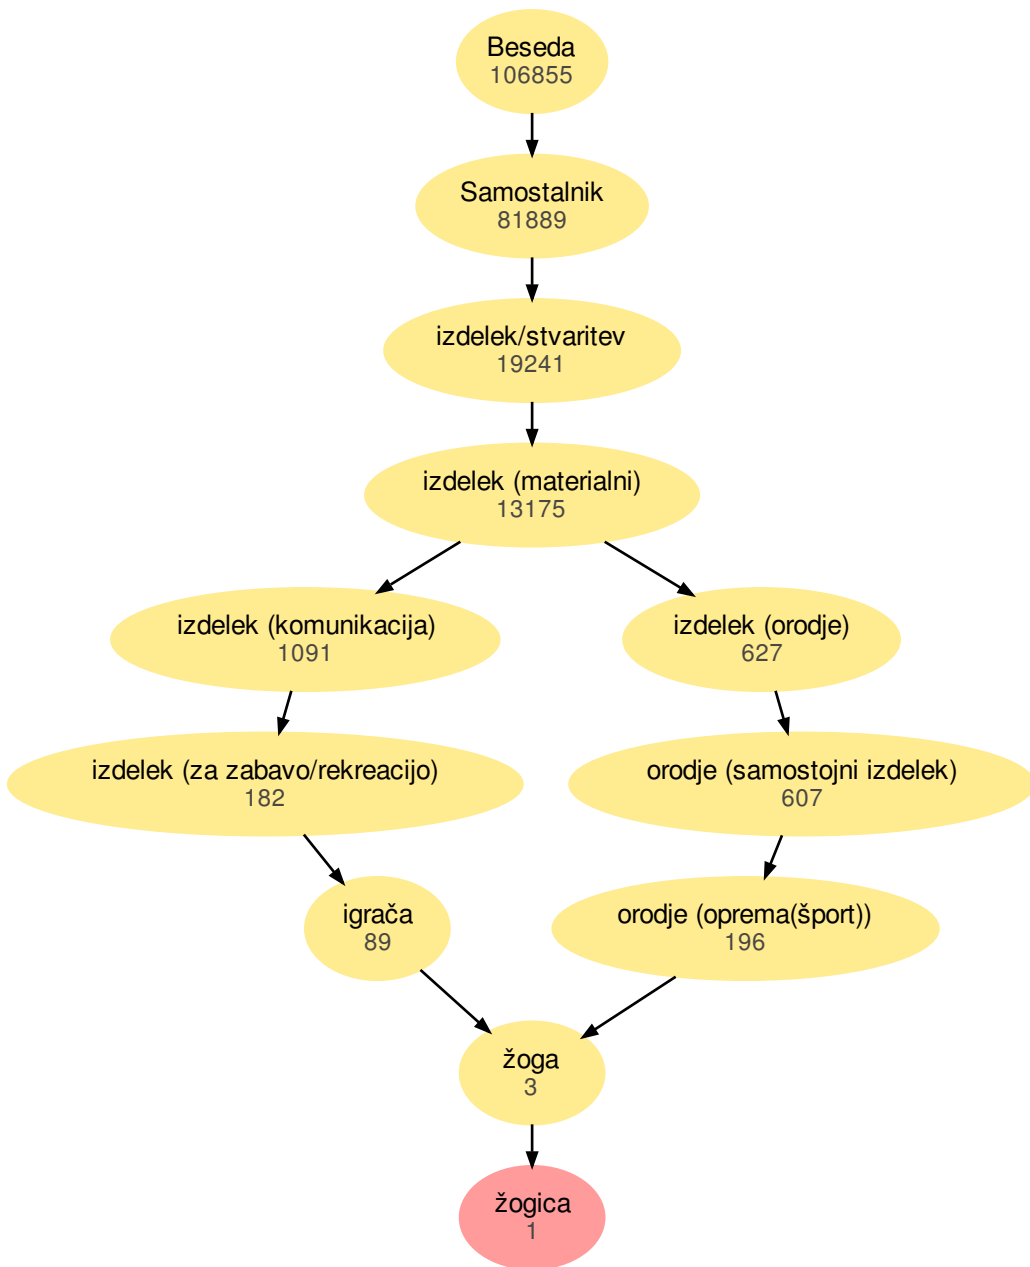 Beseda
106855
Samostalnik
81889
izdelek/stvaritev
19241
izdelek (materialni)
13175
izdelek (komunikacija)
1091
izdelek (orodje)
627
izdelek (za zabavo/rekreacijo)
182
orodje (samostojni izdelek)
607
igrača
89
orodje (oprema(šport))
196
žoga
3
žogica
1